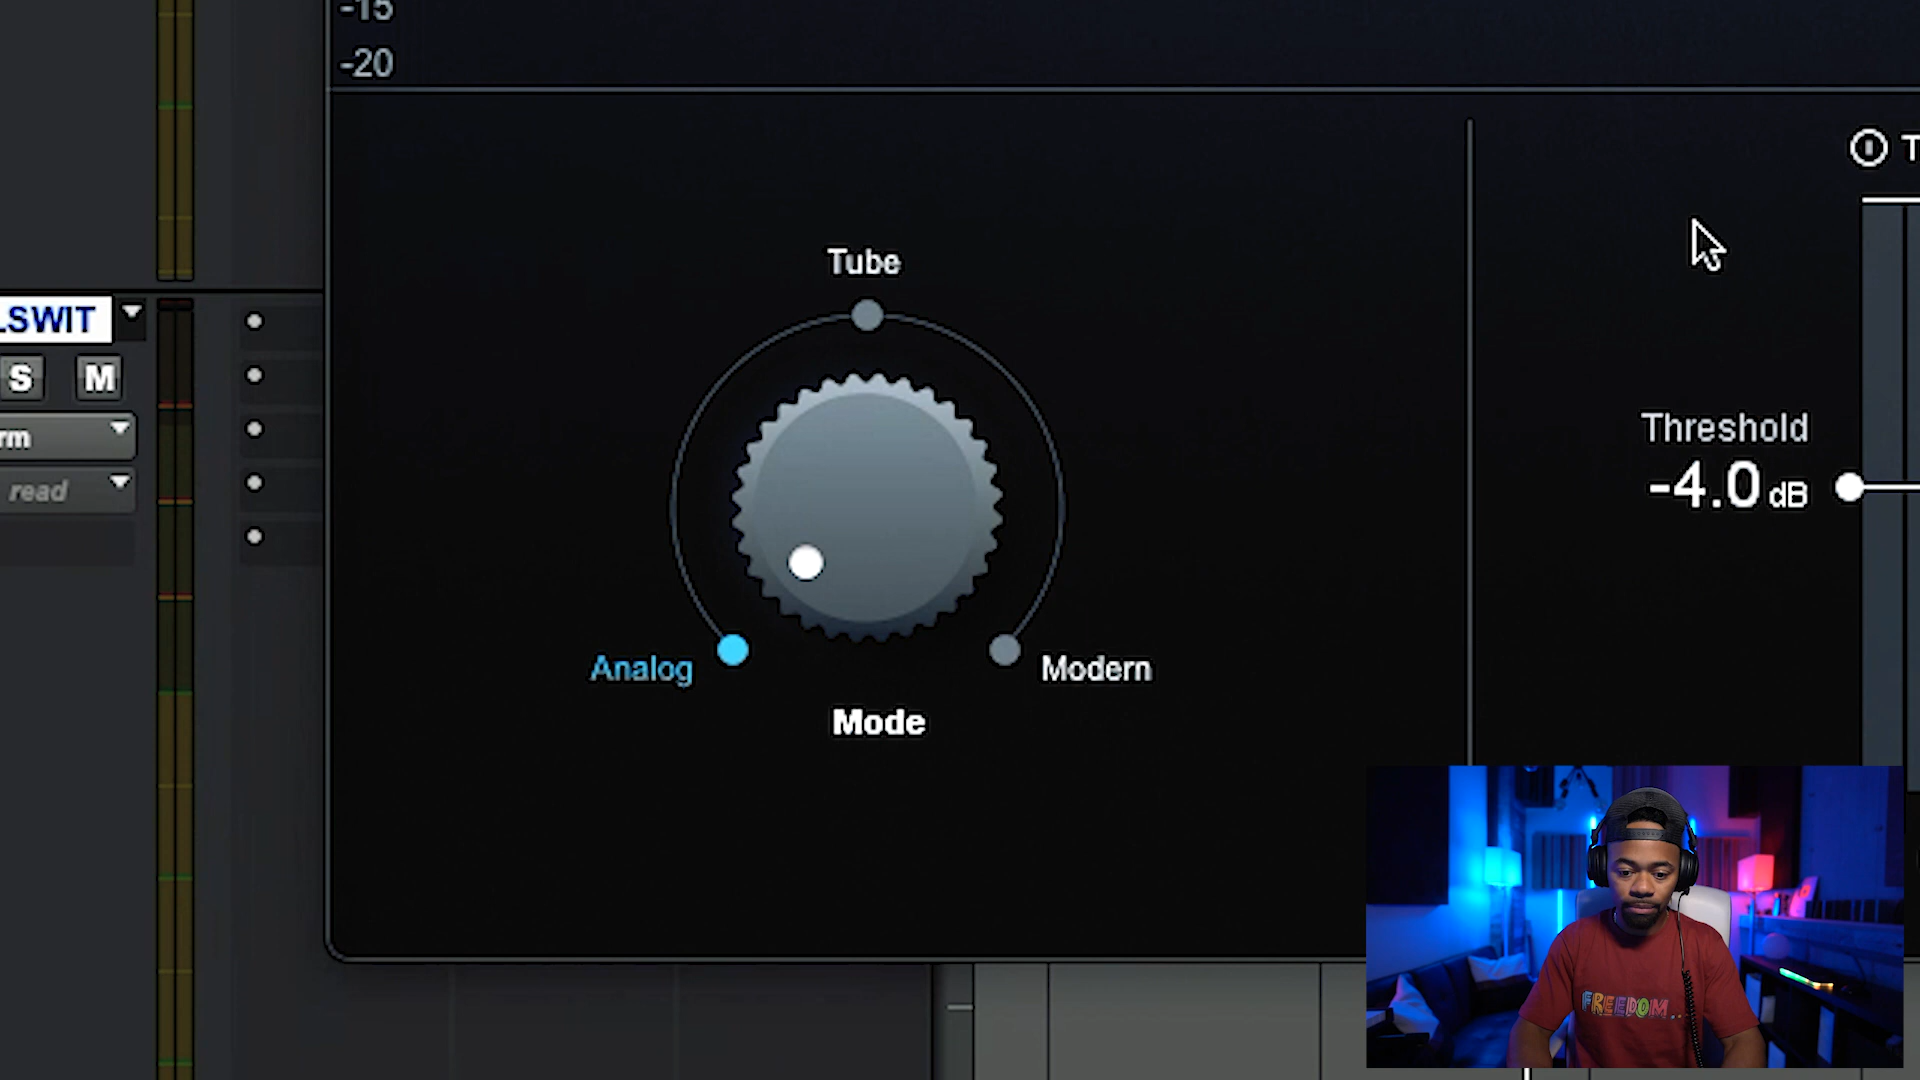 -15
-20
T
Tube
LSWIT
S M
rm
read
Threshold
-4.0 dB
Analog
Modern
Mode
FREEDOM..